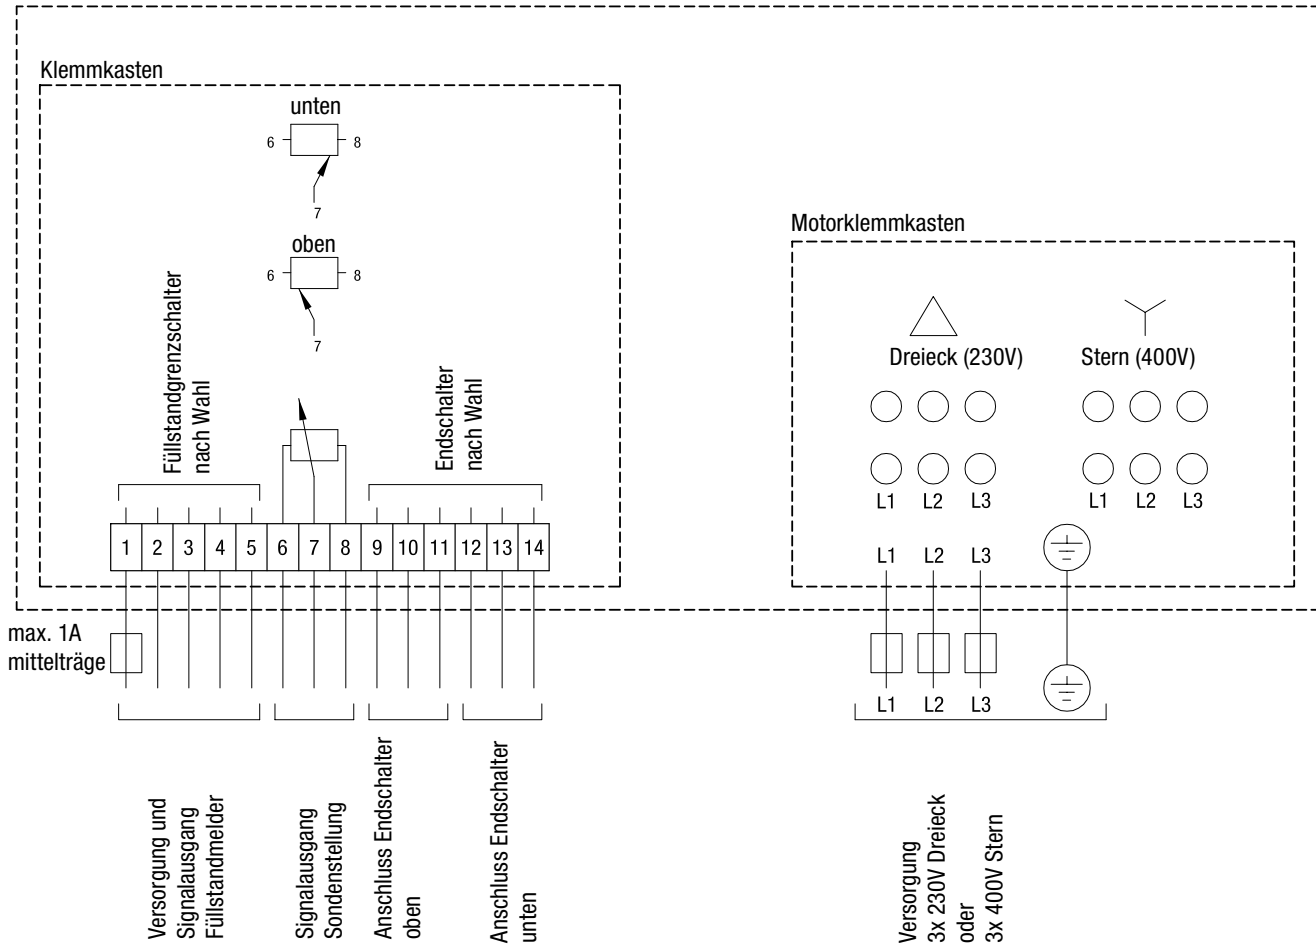 Klemmkasten
unten
6
8
7
oben
6
8
7
Füllstandgrenzschalter
nach Wahl
Endschalter
nach Wahl
1 2 3 4 5 6 7 8 9 10 11 12 13 14
max. 1A
mittelträge
Versorgung und
Signalausgang
Füllstandmelder
Signalausgang
Sondenstellung
Anschluss Endschalter
oben
Anschluss Endschalter
unten
Motorklemmkasten
Dreieck (230V)
Stern (400V)
L1 L2 L3
L1 L2 L3
L1 L2 L3
L1 L2 L3
Versorgung
3x 230V Dreieck
oder
3x 400V Stern